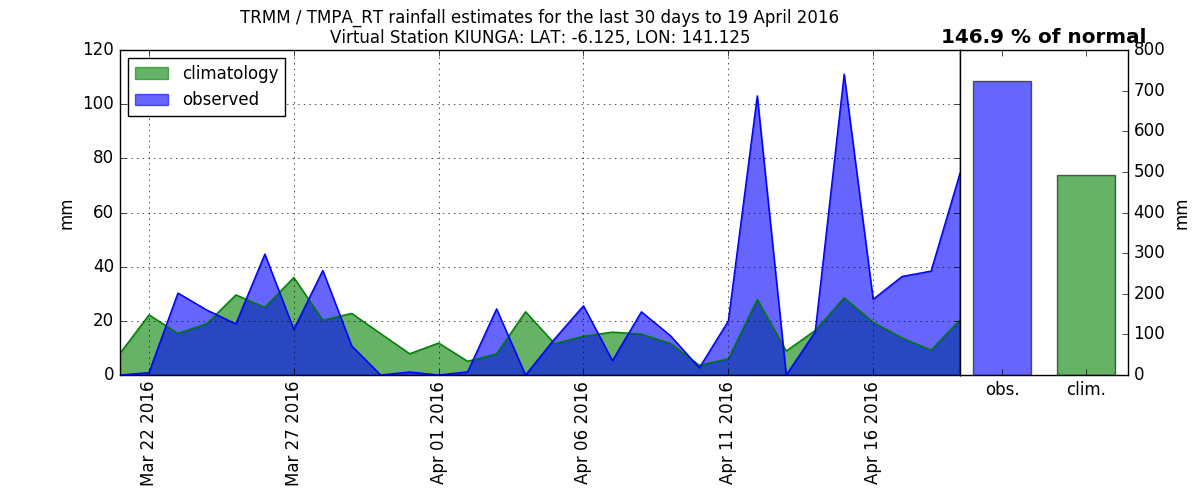 TRMM / TMPA_RT rainfall estimates for the last 30 days to 19 April 2016
Virtual Station KIUNGA: LAT: -6.125, LON: 141.125
146.9 % of normal
climatology
observed
mm
120
100
80
60
40
20
0
Mar 22 2016
Mar 27 2016
Apr 01 2016
Apr 06 2016
Apr 11 2016
Apr 16 2016
800
700
600
500
400
300
200
100
0
mm
obs.
clim.